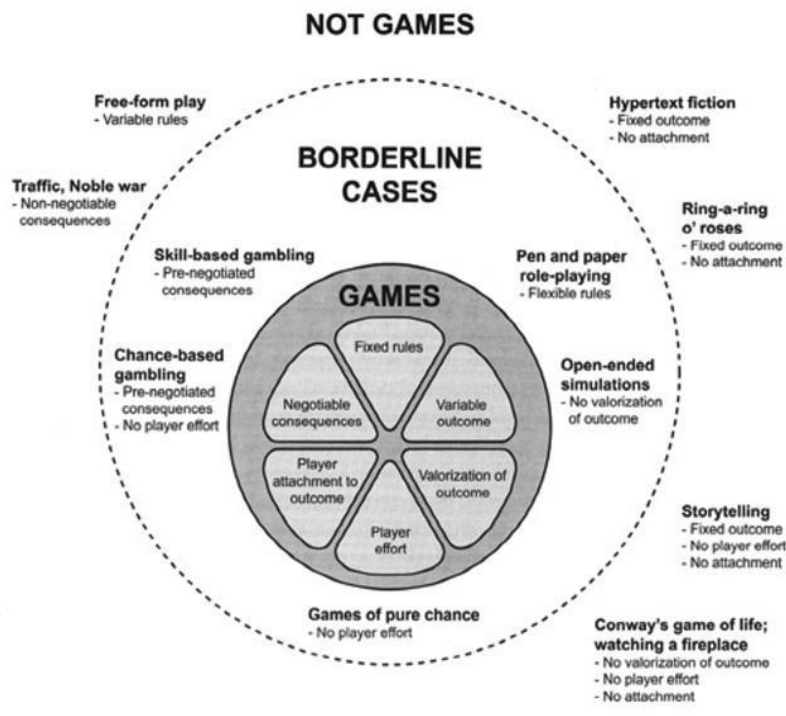 NOT GAMES
Free-form play
- Variable rules
Hypertext fiction
- Fixed outcome
- No attachment
BORDERLINE
CASES
Traffic, Noble war
- Non-negotiable
consequences
Ring-a-ring
o' roses
- Fixed outcome
- No attachment
Skill-based gambling
- Pre-negotiated
consequences
Pen and paper
role-playing
- Flexible rules
GAMES
Fixed rules
Chance-based
gambling
- Pre-negotiated
consequences
- No player effort
Open-ended
simulations
- No valorization
of outcome
Negotiable
consequences
Variable
outcome
Player
attachment to
outcome
Valorization of
outcome
Player
effort
Storytelling
- Fixed outcome
- No player effort
- No attachment
Games of pure chance
- No player effort
Conway's game of life;
watching a fireplace
- No valorization of outcome
- No player effort
- No attachment